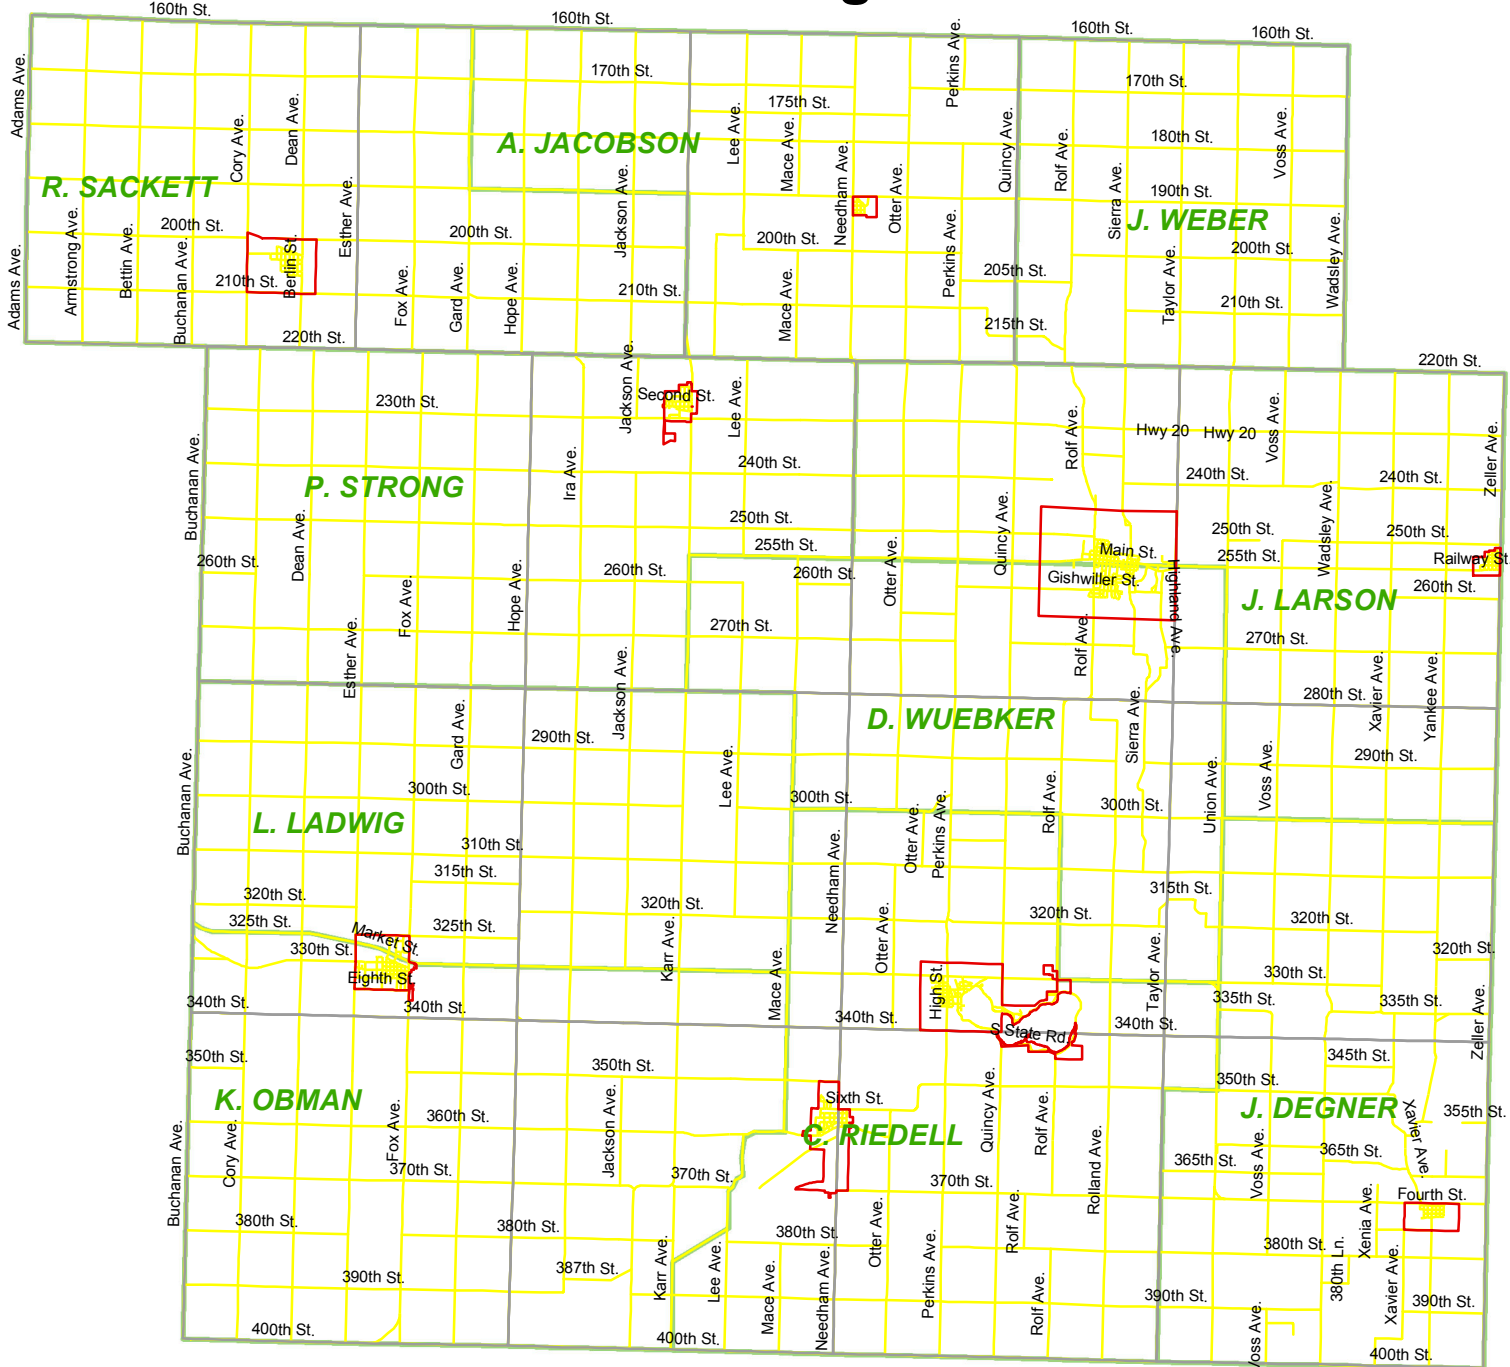 g
160th St.
160th St.
160th St.
160th St.
Adams Ave.
170th St.
Perkins Ave.
170th St.
175th St.
Cory Ave.
Dean Ave.
A. JACOBSON
Lee Ave.
Mace Ave.
Needham Ave.
Otter Ave.
Quincy Ave.
Rolf Ave.
180th St.
Voss Ave.
R. SACKETT
Esther Ave.
Jackson Ave.
Sierra Ave.
190th St.
J. WEBER
Adams Ave.
Armstrong Ave.
Bettin Ave.
Buchanan Ave.
200th St.
Berlin St.
200th St.
200th St.
Perkins Ave.
200th St.
Wadsley Ave.
210th St.
Fox Ave.
Gard Ave.
Hope Ave.
210th St.
Mace Ave.
205th St.
Taylor Ave.
210th St.
215th St.
220th St.
220th St.
Jackson Ave.
Second St.
Lee Ave.
230th St.
Rolf Ave.
Hwy 20
Hwy 20
Voss Ave.
Zeller Ave.
Buchanan Ave.
Ira Ave.
240th St.
240th St.
240th St.
P. STRONG
Dean Ave.
250th St.
Quincy Ave.
250th St.
Wadsley Ave.
250th St.
255th St.
Otter Ave.
Main St.
255th St.
Railway St.
260th St.
Fox Ave.
Hope Ave.
260th St.
260th St.
Gishwiller St.
Highland Ave.
260th St.
J. LARSON
Esther Ave.
Jackson Ave.
270th St.
Rolf Ave.
270th St.
Xavier Ave.
Yankee Ave.
280th St.
Gard Ave.
D. WUEBKER
Sierra Ave.
290th St.
Lee Ave.
290th St.
Buchanan Ave.
300th St.
300th St.
Rolf Ave.
300th St.
Union Ave.
Voss Ave.
L. LADWIG
Needham Ave.
Otter Ave.
Perkins Ave.
310th St.
315th St.
315th St.
320th St.
320th St.
320th St.
320th St.
325th St.
Market St.
325th St.
Karr Ave.
Otter Ave.
320th St.
330th St.
Eighth St.
Mace Ave.
High St.
Taylor Ave.
330th St.
340th St.
340th St.
340th St.
S State Rd.
340th St.
335th St.
335th St.
Zeller Ave.
350th St.
350th St.
345th St.
350th St.
K. OBMAN
Fox Ave.
360th St.
Jackson Ave.
Sixth St.
C. RIEDELL
Quincy Ave.
Rolf Ave.
J. DEGNER
Xavier Ave.
355th St.
Buchanan Ave.
Cory Ave.
370th St.
370th St.
370th St.
Rolland Ave.
365th St.
Voss Ave.
365th St.
Fourth St.
380th St.
380th St.
380th St.
Otter Ave.
Rolf Ave.
380th St.
380th Ln.
Xenia Ave.
390th St.
387th St.
Karr Ave.
Lee Ave.
Mace Ave.
Needham Ave.
Perkins Ave.
Rolf Ave.
390th St.
Xavier Ave.
390th St.
400th St.
400th St.
Voss Ave.
400th St.